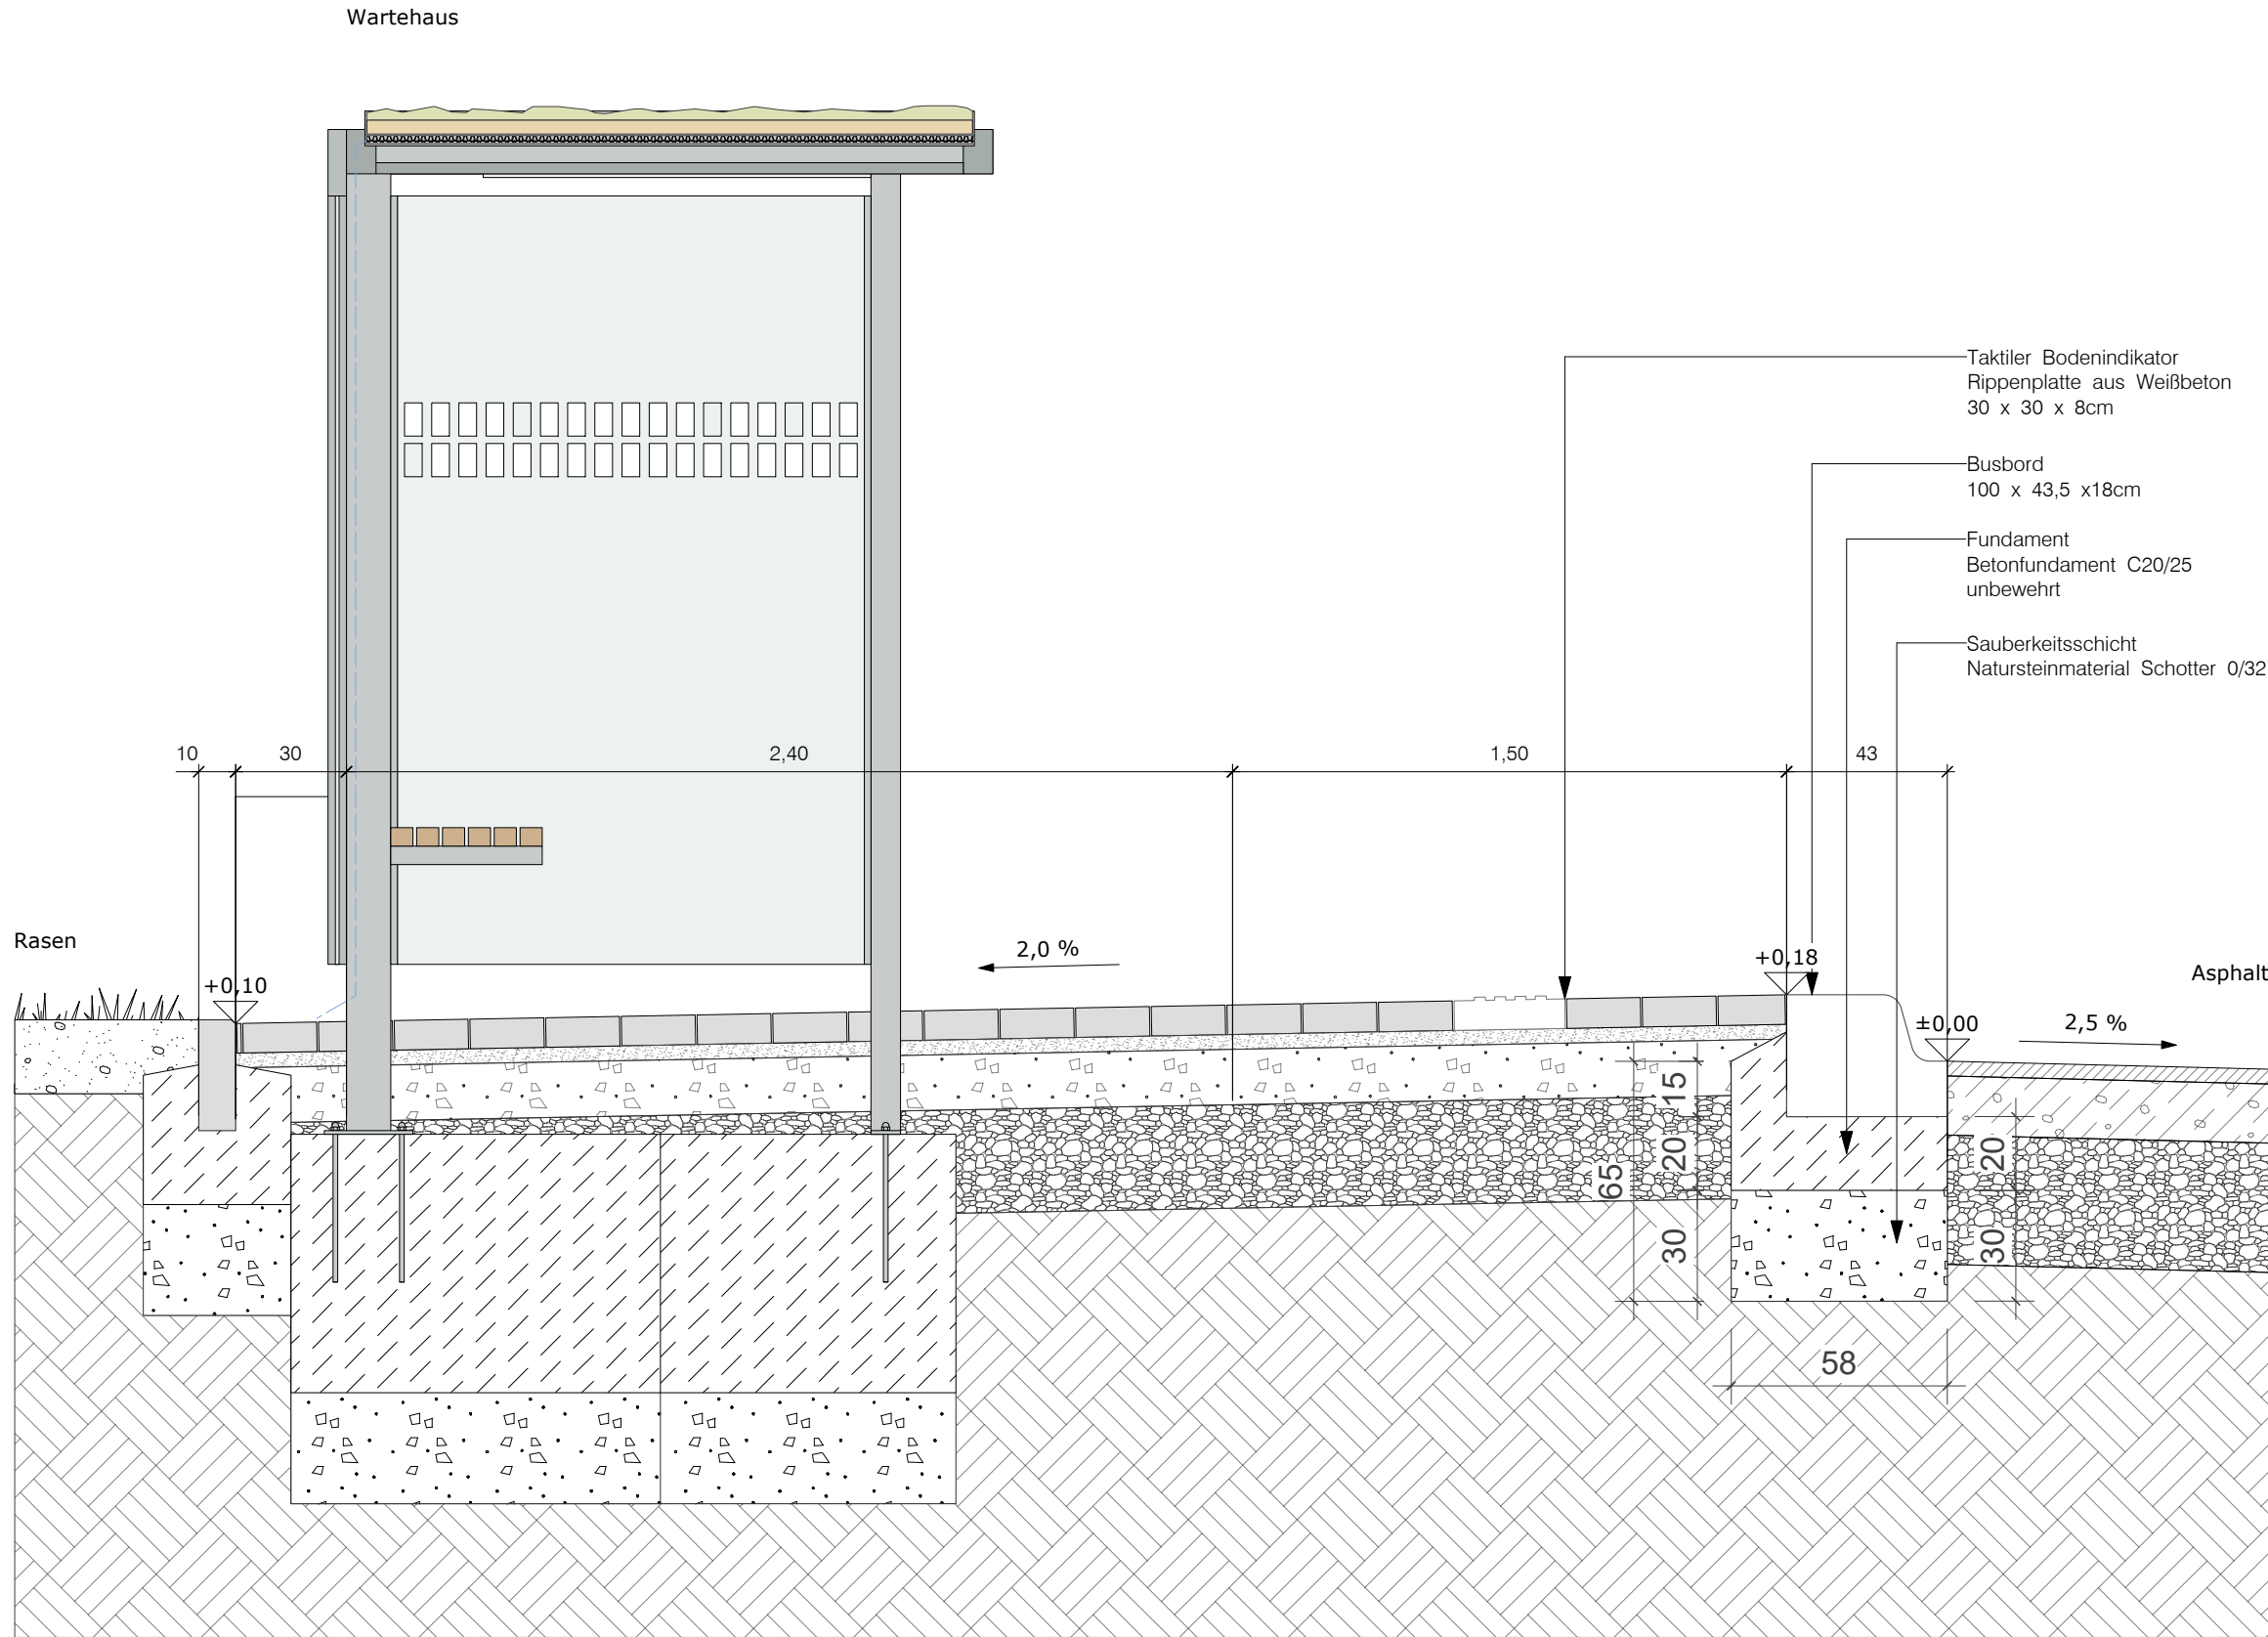 Wartehaus
Taktiler Bodenindikator
Rippenplatte aus Weißbeton
30 x 30 x 8cm
Busbord
100 x 43,5 x18cm
Fundament
Betonfundament C20/25
unbewehrt
Sauberkeitsschicht
Natursteinmaterial Schotter 0/32
10 30 2,40 1,50 43
Rasen
2,0 %
+0,18
Asphalt
+0,10
±0,00
2,5 %
15
20
65
30
20
30
58